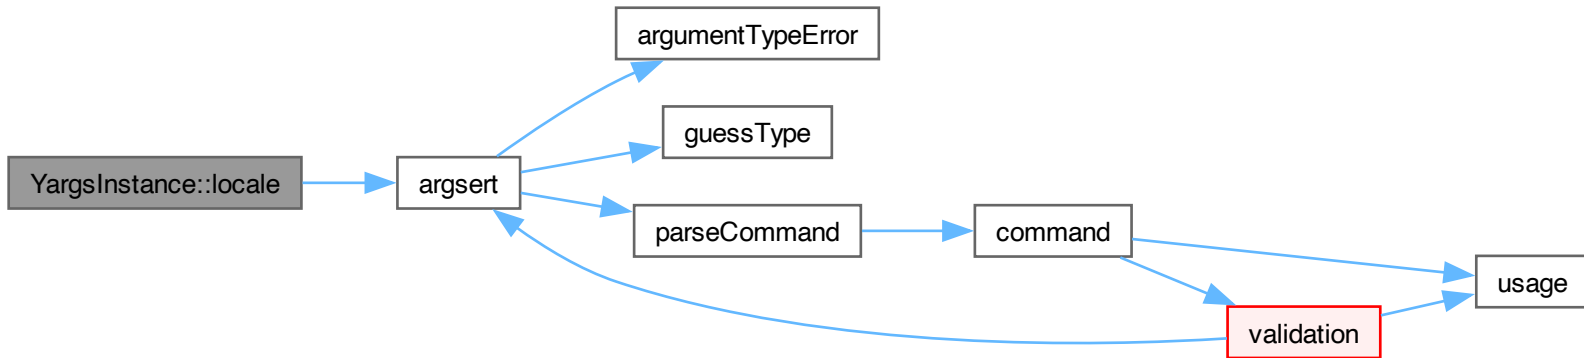 YargsInstance::locale
argsert
argumentTypeError
guessType
parseCommand
command
validation
usage